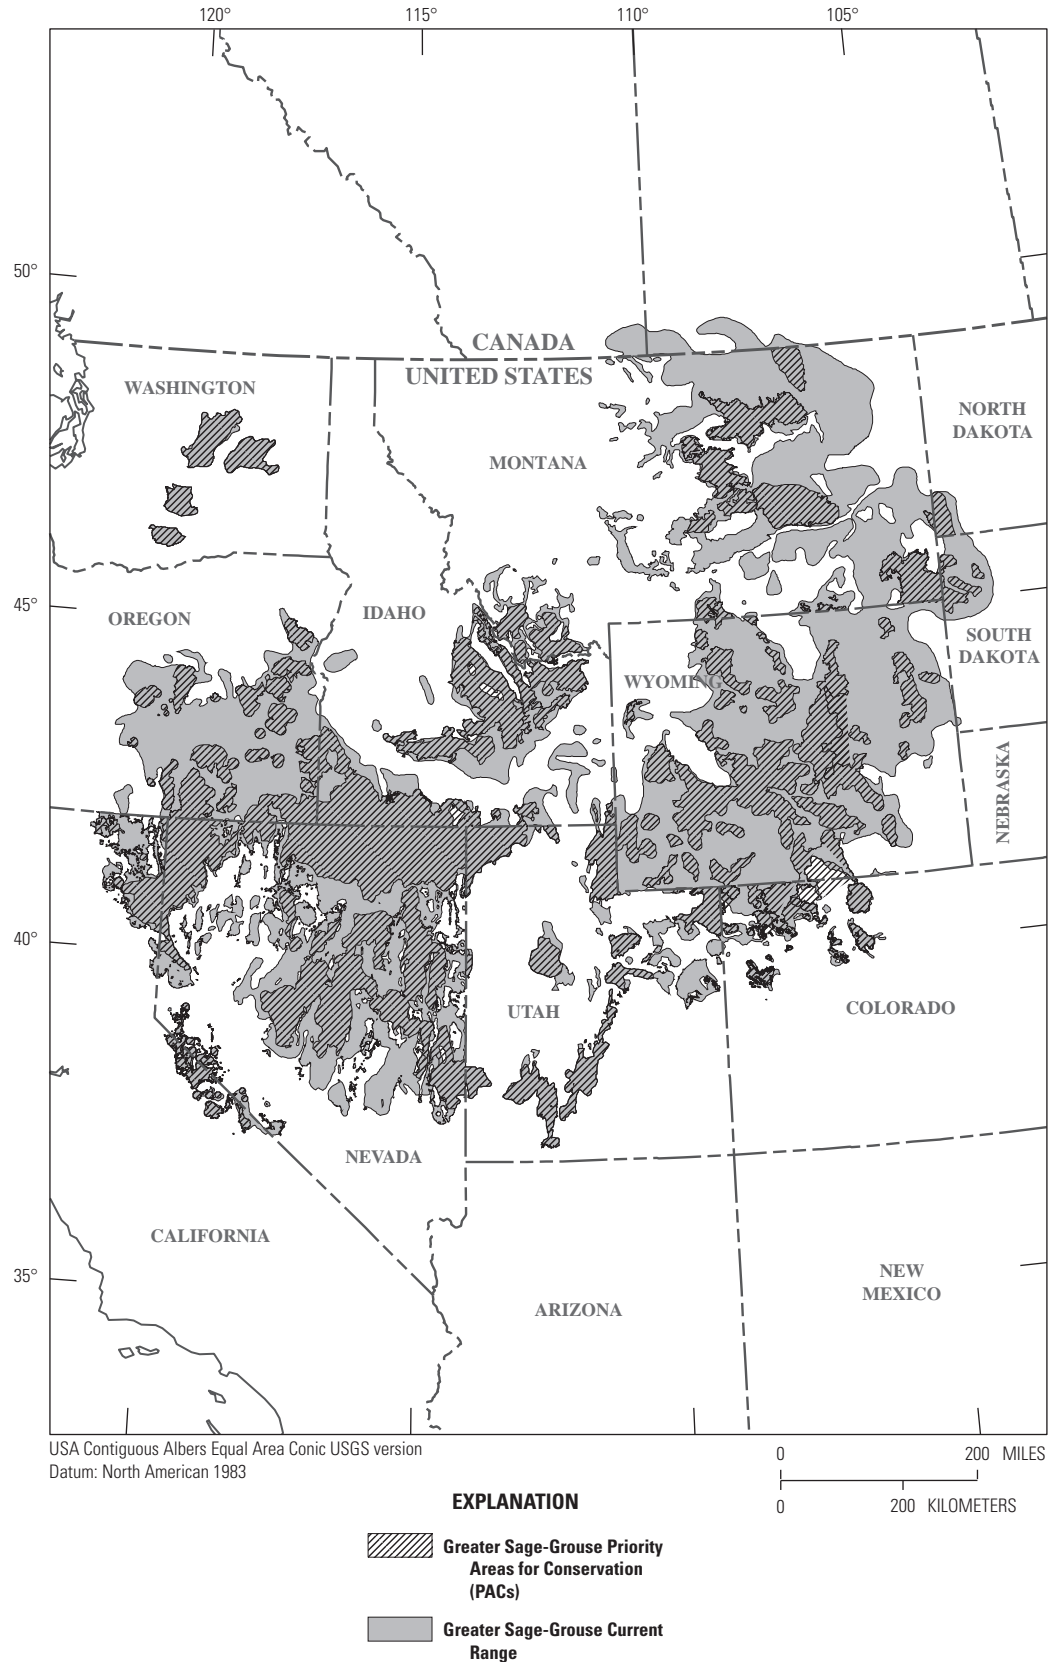 120°
115°
110°
105°
50°
CANADA
UNITED STATES
WASHINGTON
NORTH
DAKOTA
MONTANA
45°
OREGON
IDAHO
SOUTH
DAKOTA
WYOMING
NEBRASKA
40°
UTAH
COLORADO
NEVADA
CALIFORNIA
35°
NEW
MEXICO
ARIZONA
USA Contiguous Albers Equal Area Conic USGS version
Datum: North American 1983
0 200 MILES
0 200 KILOMETERS
EXPLANATION
Greater Sage-Grouse Priority
Areas for Conservation
(PACs)
Greater Sage-Grouse Current
Range